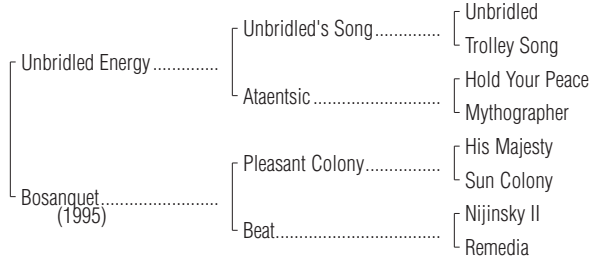 Unbridled
Unbridled's Song..............
Trolley Song
Unbridled Energy ..............
Hold Your Peace
Ataentsic ...........................
Mythographer
His Majesty
Pleasant Colony................
Sun Colony
Bosanquet.........................
(1995)
Nijinsky II
Beat...................................
Remedia